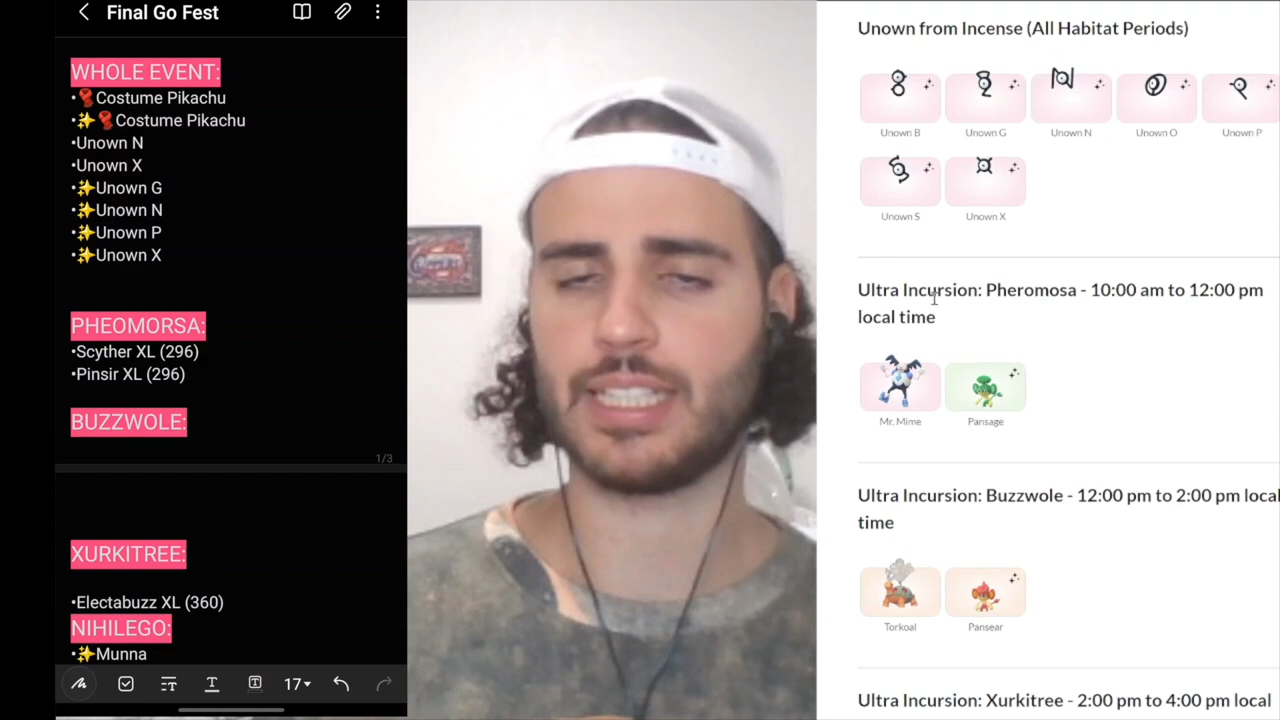 Final Go Fest
WHOLE EVENT:
•Costume Pikachu
•✨Costume Pikachu
•Unown N
•Unown X
•✨Unown G
•✨Unown N
•✨Unown P
•✨Unown X
PHEOMORSA:
•Scyther XL (296)
•Pinsir XL (296)
BUZZWOLE:
1/3
XURKITREE:
•Electabuzz XL (360)
NIHILEGO:
•✨Munna
17
Unown from Incense (All Habitat Periods)
Unown B Unown G Unown N Unown O Unown P
Unown S Unown X
Ultra Incursion: Pheromosa - 10:00 am to 12:00 pm
local time
Mr. Mime Pansage
Ultra Incursion: Buzzwole - 12:00 pm to 2:00 pm local
time
Torkoal Pansear
Ultra Incursion: Xurkitree - 2:00 pm to 4:00 pm local